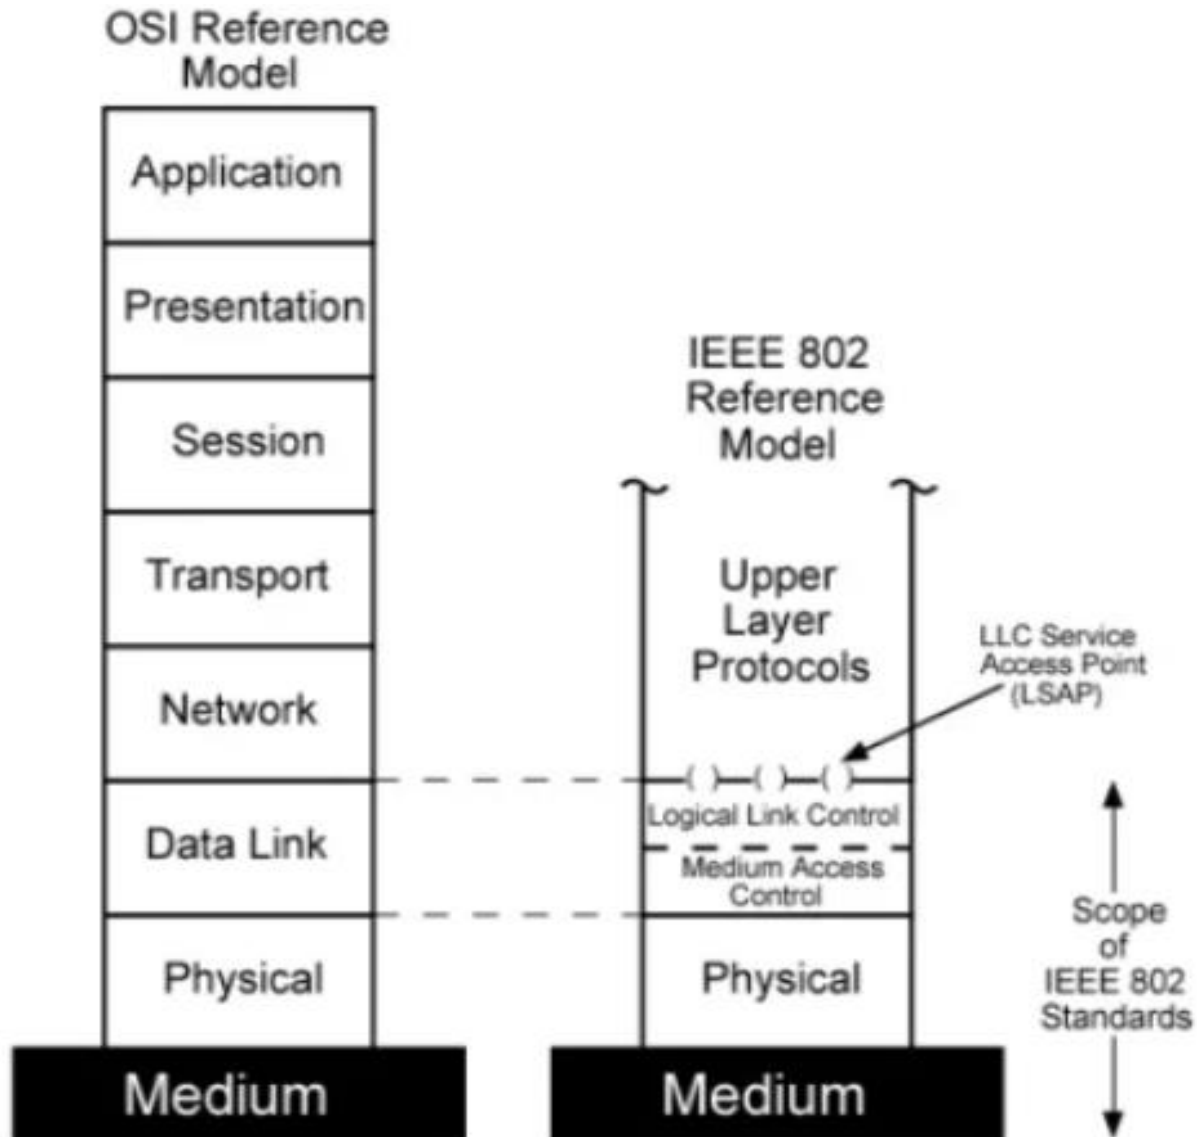 OSI Reference
Model
Application
Presentation
Session
Transport
Network
Data Link
Physical
Medium
IEEE 802
Reference
Model
Upper
Layer
Protocols
LLC Service
Access Point
(LSAP)
Logical Link Control
Medium Access
Control
Physical
Medium
Scope
of
IEEE 802
Standards